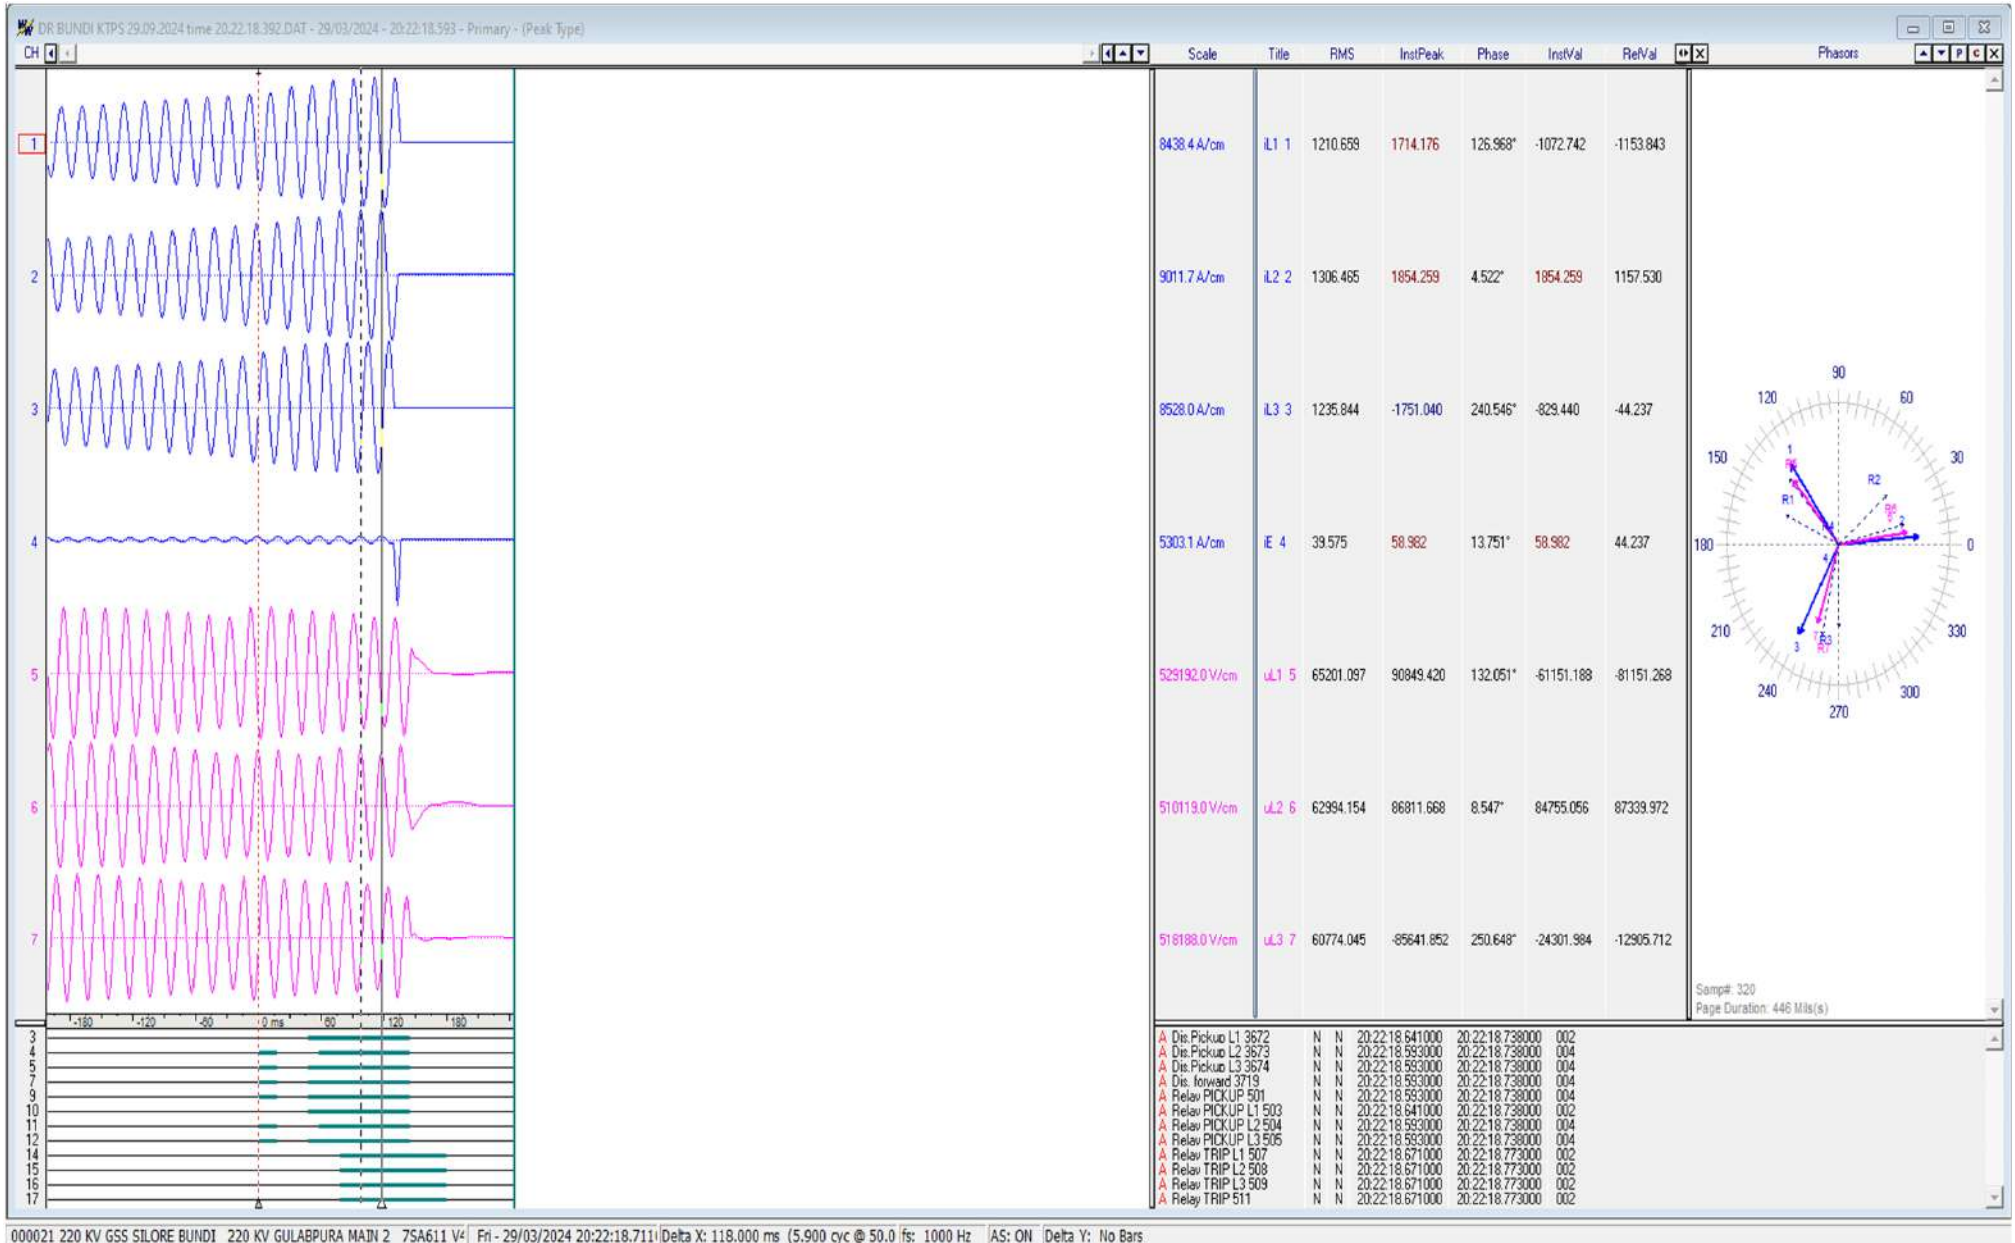 DR BUNDI KTPS 29.09.2024 time 20.22.18.392.DAT - 29/03/2024 - 20:22:18.593 - Primary - (Peak Type)
CH Scale Title RMS InstPeak Phase InstVal RefVal Phasors P C X
1 8438.4 A/cm iL1 1 1210.659 1714.176 126.968° -1072.742 -1153.843
2 9011.7 A/cm iL2 2 1306.465 1854.259 4.522° 1854.259 1157.530
3 8528.0 A/cm iL3 3 1235.844 -1751.040 240.546° -829.440 -44.237
4 5303.1 A/cm iE 4 39.575 58.982 13.751° 58.982 44.237
5 529192.0 V/cm uL1 5 65201.097 90849.420 132.051° -61151.188 -81151.268
6 510119.0 V/cm uL2 6 62994.154 86811.668 8.547° 84755.056 87339.972
7 518188.0 V/cm uL3 7 60774.045 -85641.852 250.648° -24301.984 -12905.712
90
120 60
150 30
180 0
210 330
240 300
270
1
R1
R2
2
3
R3
4
Samp#: 320
Page Duration: 446 Mils(s)
-180 -120 -60 0 ms 60 120 180
3
4
5
7
9
10
11
12
14
15
16
17
A Dis.Pickup L1 3672 N N 20:22:18.641000 20:22:18.738000 002
A Dis.Pickup L2 3673 N N 20:22:18.593000 20:22:18.738000 004
A Dis.Pickup L3 3674 N N 20:22:18.593000 20:22:18.738000 004
A Dis. forward 3719 N N 20:22:18.593000 20:22:18.738000 004
A Relay PICKUP 501 N N 20:22:18.593000 20:22:18.738000 004
A Relay PICKUP L1 503 N N 20:22:18.641000 20:22:18.738000 002
A Relay PICKUP L2 504 N N 20:22:18.593000 20:22:18.738000 004
A Relay PICKUP L3 505 N N 20:22:18.593000 20:22:18.738000 004
A Relay TRIP L1 507 N N 20:22:18.671000 20:22:18.773000 002
A Relay TRIP L2 508 N N 20:22:18.671000 20:22:18.773000 002
A Relay TRIP L3 509 N N 20:22:18.671000 20:22:18.773000 002
A Relay TRIP 511 N N 20:22:18.671000 20:22:18.773000 002
000021 220 KV GSS SILORE BUNDI 220 KV GULABPURA MAIN 2 7SA611 V4 Fri - 29/03/2024 20:22:18.711 Delta X: 118.000 ms (5.900 cyc @ 50.0 fs: 1000 Hz AS: ON Delta Y: No Bars